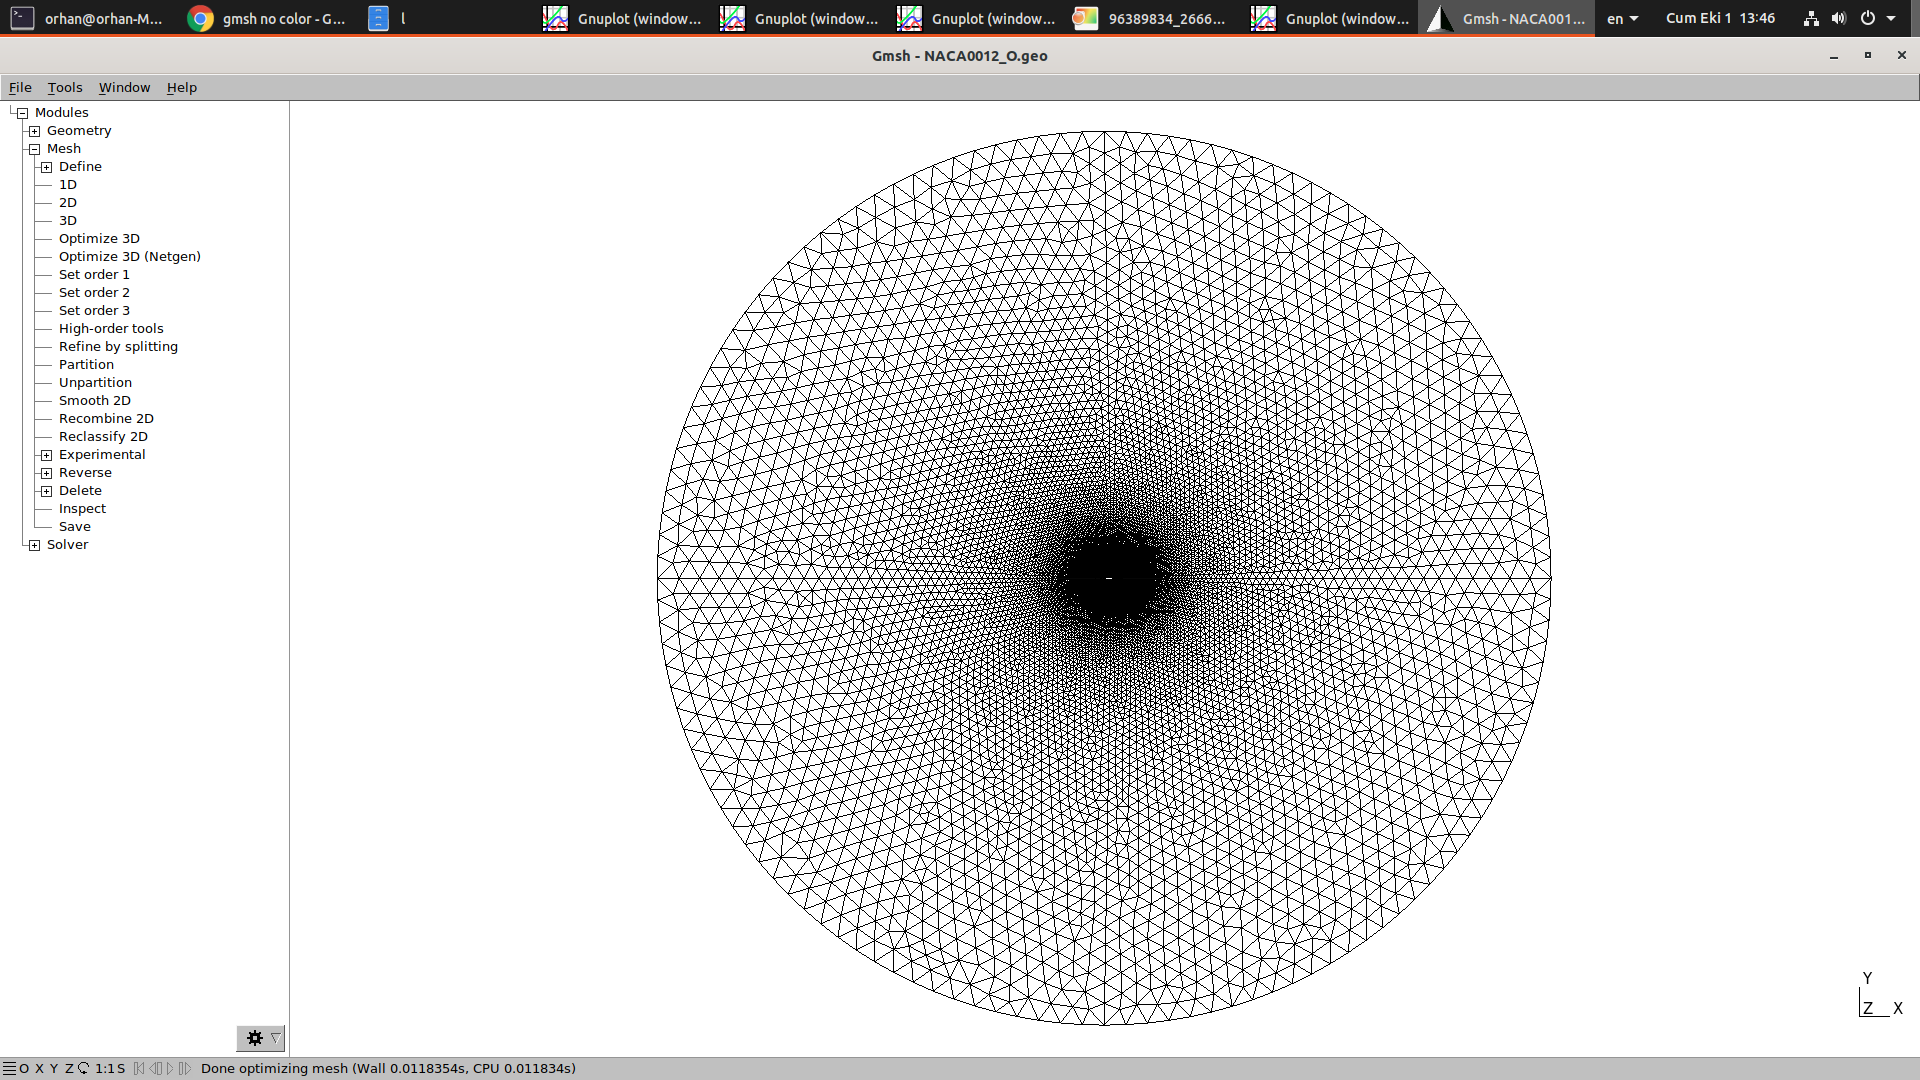 orhan@orhan-M... gmsh no color - G... l Gnuplot (window... Gnuplot (window... Gnuplot (window... 96389834_2666... Gnuplot (window... Gmsh - NACA001... en Cum Eki 1 13:46
Gmsh - NACA0012_O.geo
File Tools Window Help
Modules
Geometry
Mesh
Define
1D
2D
3D
Optimize 3D
Optimize 3D (Netgen)
Set order 1
Set order 2
Set order 3
High-order tools
Refine by splitting
Partition
Unpartition
Smooth 2D
Recombine 2D
Reclassify 2D
Experimental
Reverse
Delete
Inspect
Save
Solver
Y
Z X
O X Y Z 1:1 S Done optimizing mesh (Wall 0.0118354s, CPU 0.011834s)